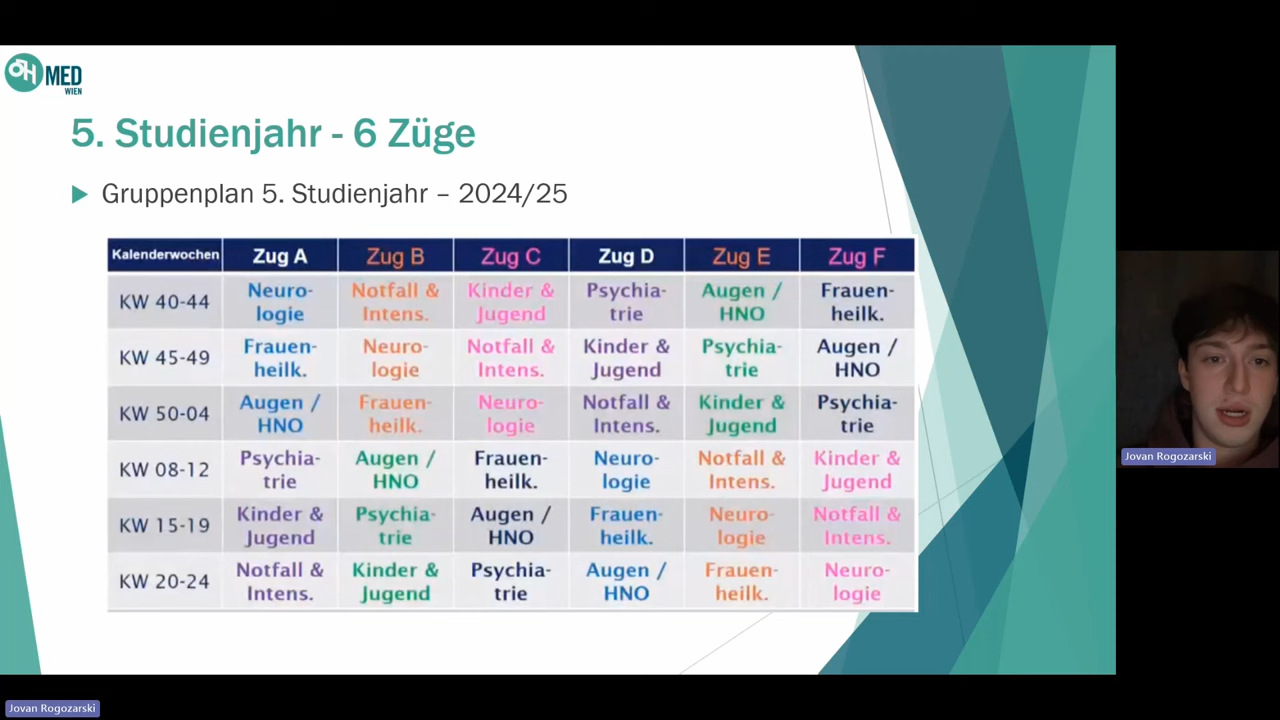 ÖH MED
WIEN
5. Studienjahr - 6 Züge
Gruppenplan 5. Studienjahr – 2024/25
Kalenderwochen Zug A Zug B Zug C Zug D Zug E Zug F
KW 40-44 Neuro- Notfall & Kinder & Psychia- Augen / Frauen-
logie Intens. Jugend trie HNO heilk.
KW 45-49 Frauen- Neuro- Notfall & Kinder & Psychia- Augen /
heilk. logie Intens. Jugend trie HNO
KW 50-04 Augen / Frauen- Neuro- Notfall & Kinder & Psychia-
HNO heilk. logie Intens. Jugend trie
KW 08-12 Psychia- Augen / Frauen- Neuro- Notfall & Kinder &
trie HNO heilk. logie Intens. Jugend
KW 15-19 Kinder & Psychia- Augen / Frauen- Neuro- Notfall &
Jugend trie HNO heilk. logie Intens.
KW 20-24 Notfall & Kinder & Psychia- Augen / Frauen- Neuro-
Intens. Jugend trie HNO heilk. logie
Jovan Rogozarski
Jovan Rogozarski